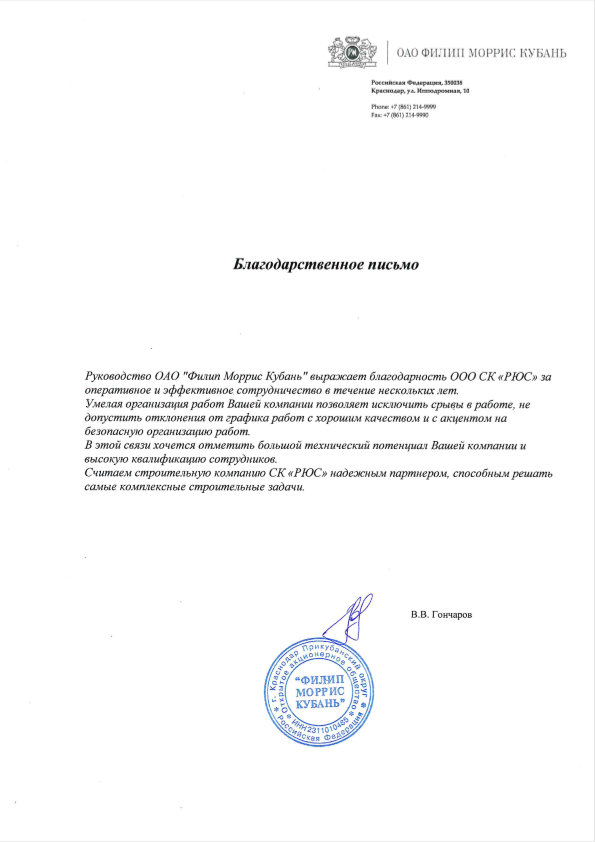 ОАО ФИЛИП МОРРИС КУБАНЬ
Российская Федерация, 350038
Краснодар, ул. Ипподромная, 10
Phone: +7 (861) 214-9999
Fax: +7 (861) 214-9990
Благодарственное письмо
Руководство ОАО "Филип Моррис Кубань" выражает благодарность ООО СК «РЮС» за
оперативное и эффективное сотрудничество в течение нескольких лет.
Умелая организация работ Вашей компании позволяет исключить срывы в работе, не
допустить отклонения от графика работ с хорошим качеством и с акцентом на
безопасную организацию работ.
В этой связи хочется отметить большой технический потенциал Вашей компании и
высокую квалификацию сотрудников.
Считаем строительную компанию СК «РЮС» надежным партнером, способным решать
самые комплексные строительные задачи.
В.В. Гончаров
г. Краснодар Прикубанский округ
Российская Федерация
Открытое акционерное общество
ИНН 2311010485
"ФИЛИП
МОРРИС
КУБАНЬ"